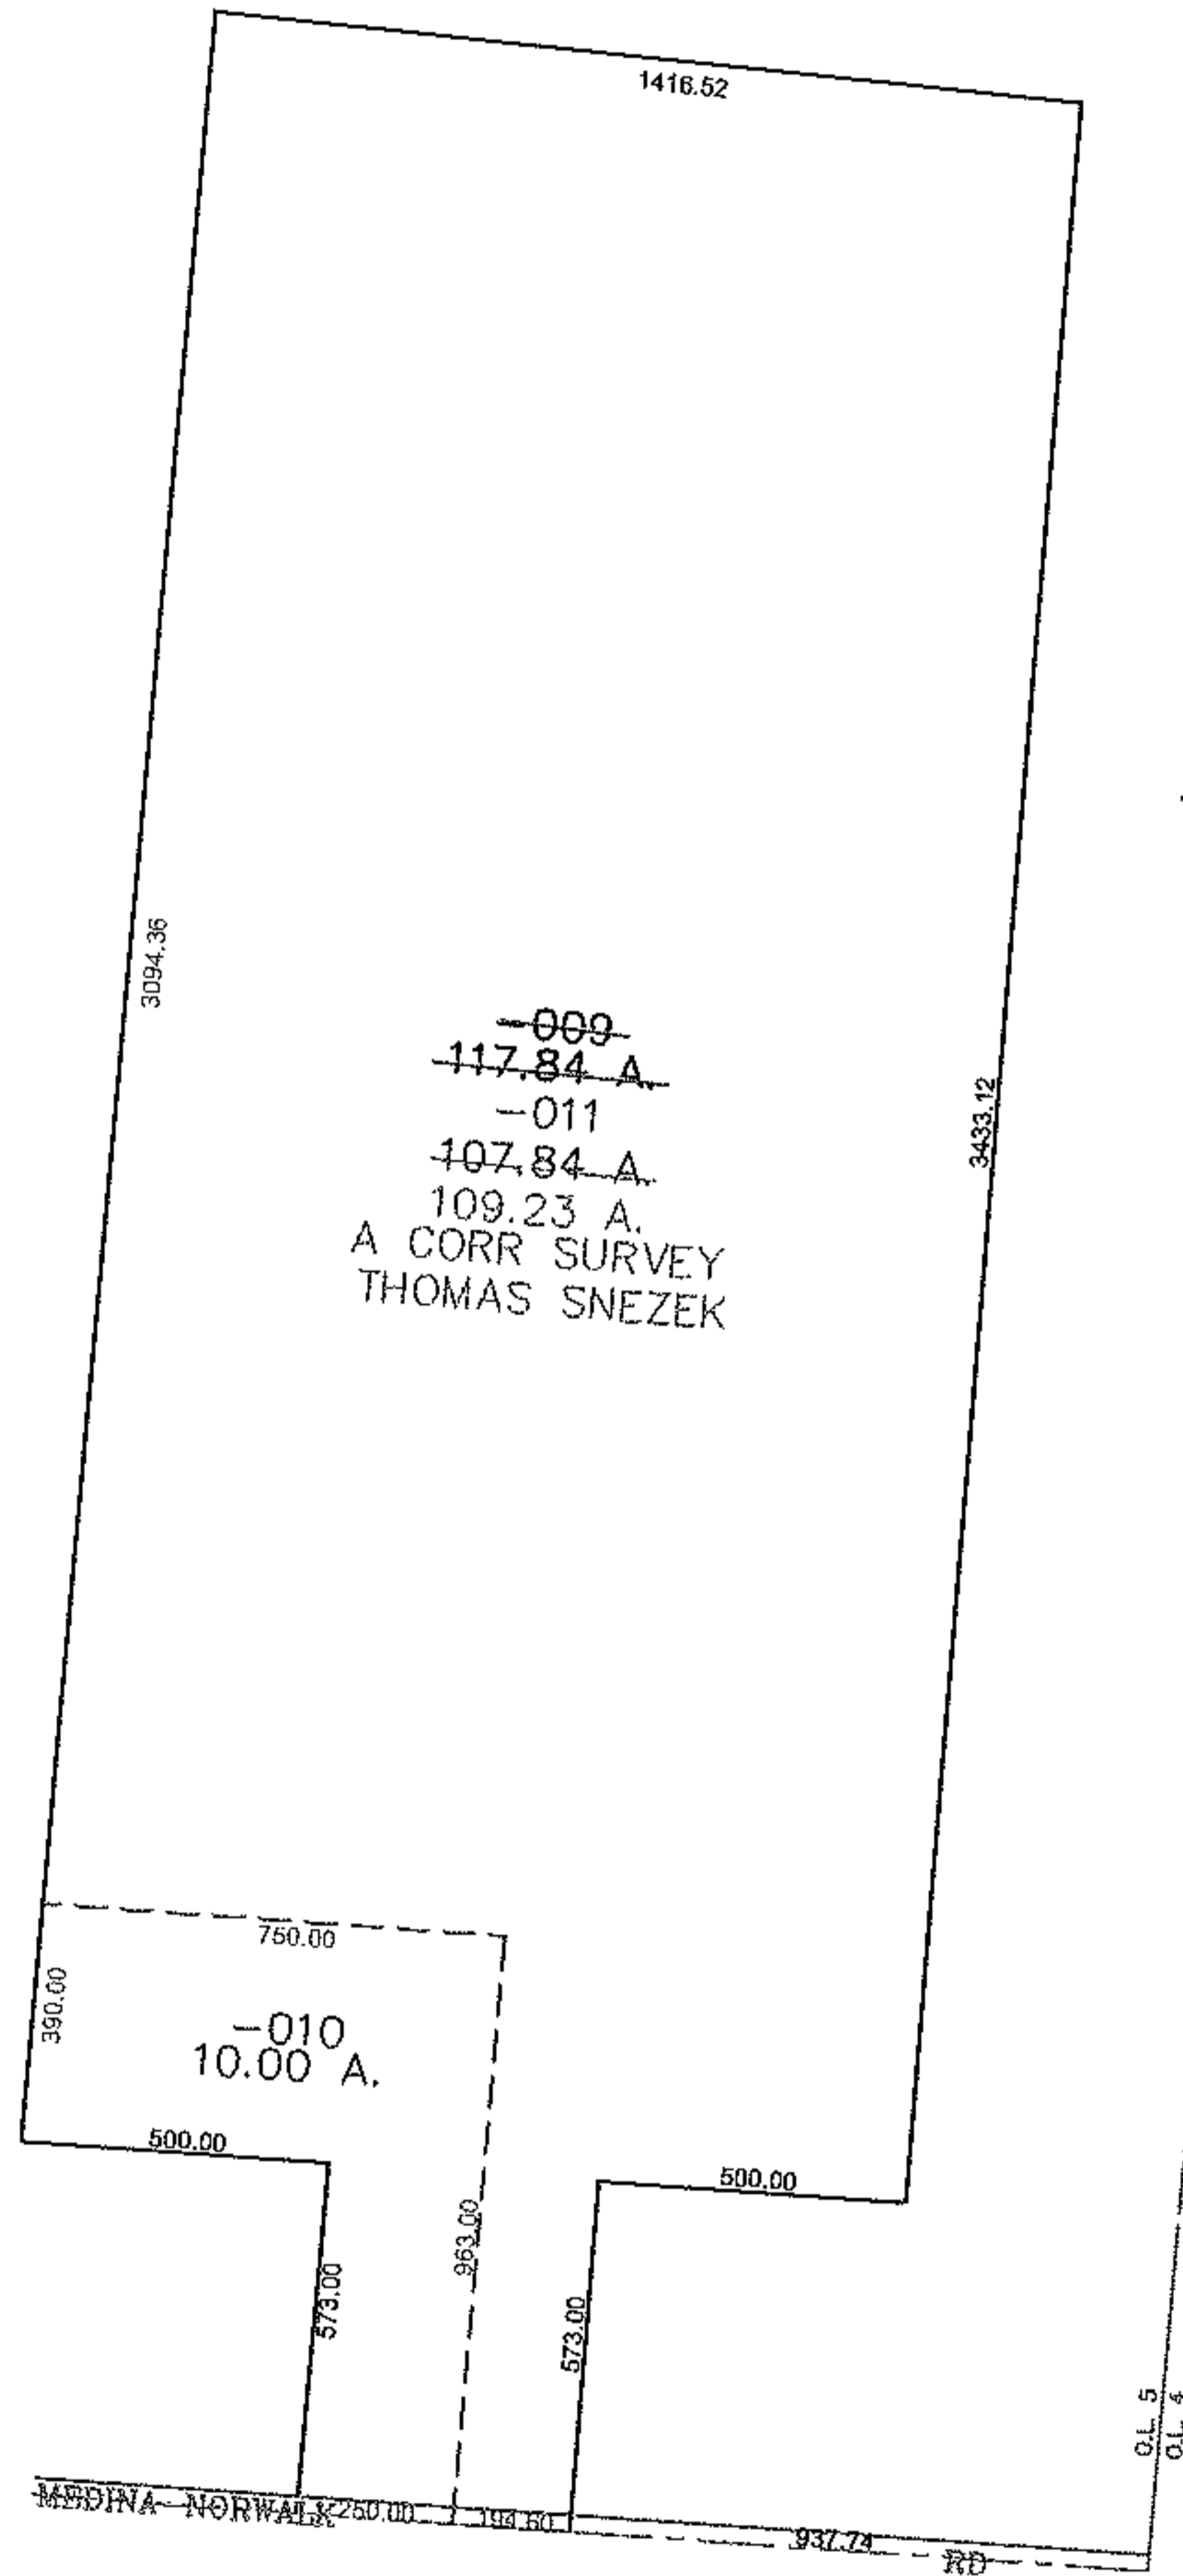 1416.52
3094.36
3433.12
-009
117.84 A.
-011
107.84 A.
109.23 A.
A CORR SURVEY
THOMAS SNEZEK
750.00
390.00
-010
10.00 A.
500.00
500.00
963.00
573.00
573.00
O.L. 5
O.L. 4
MEDINA NORWALK
250.00
194.60
937.74
RD